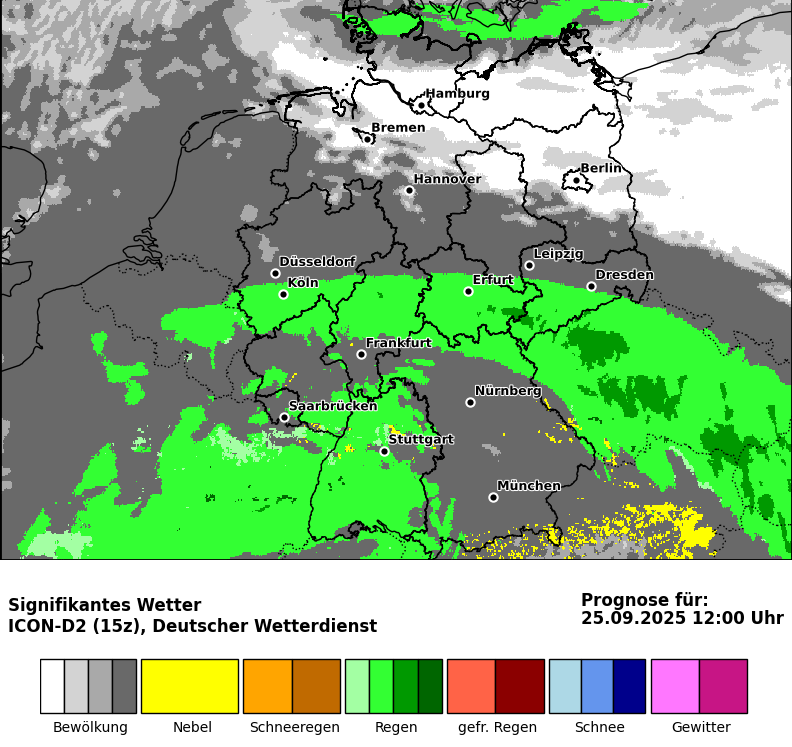 Hamburg
Bremen
Berlin
Hannover
Leipzig
Düsseldorf
Dresden
Köln
Erfurt
Frankfurt
Nürnberg
Saarbrücken
Stuttgart
München
Signifikantes Wetter
ICON-D2 (15z), Deutscher Wetterdienst
Prognose für:
25.09.2025 12:00 Uhr
Bewölkung
Nebel
Schneeregen
Regen
gefr. Regen
Schnee
Gewitter